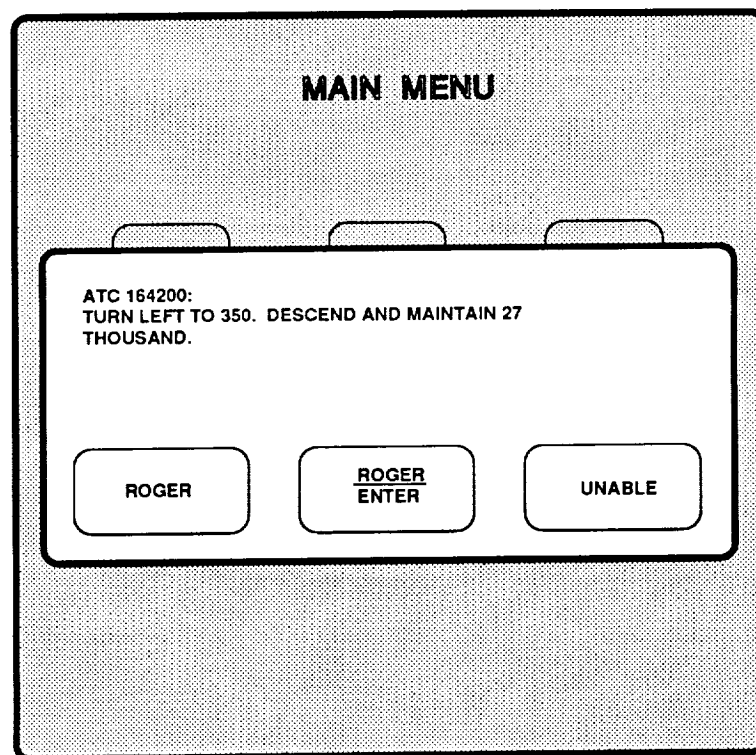 MAIN MENU
ATC 164200:
TURN LEFT TO 350. DESCEND AND MAINTAIN 27
THOUSAND.
ROGER
ROGER
ENTER
UNABLE